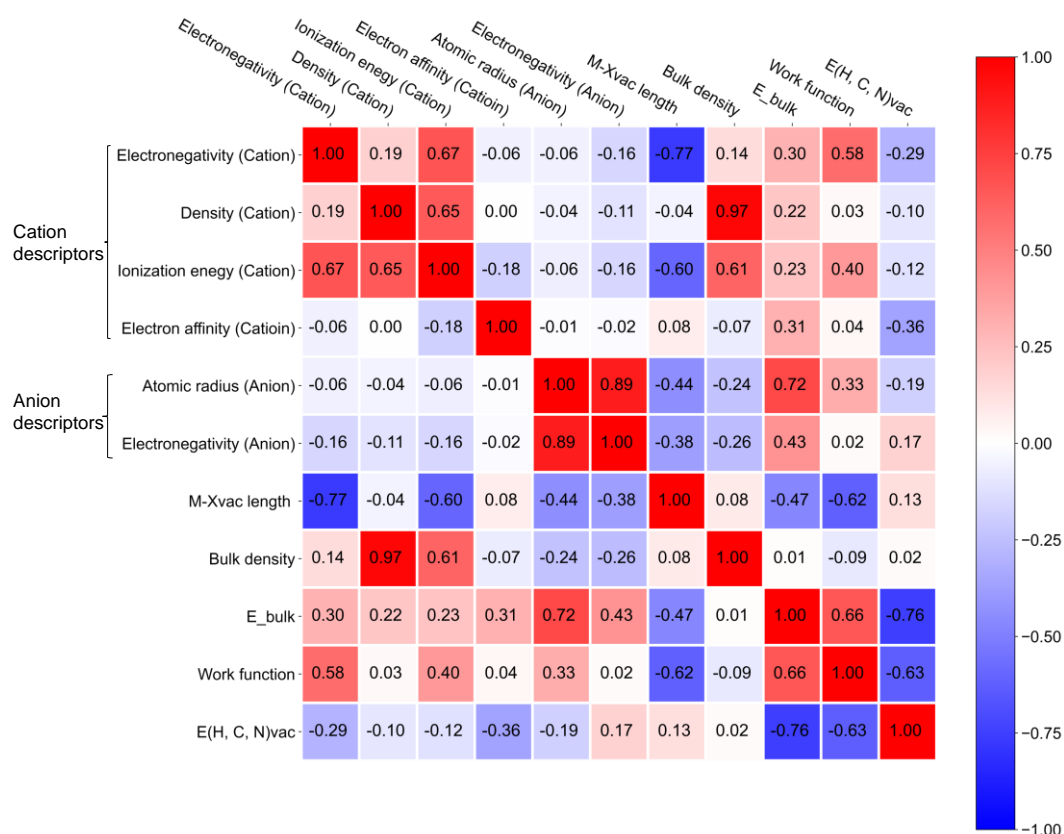 Electronegativity (Cation)
Density (Cation)
Ionization enegy (Cation)
Electron affinity (Catioin)
Atomic radius (Anion)
Electronegativity (Anion)
M-Xvac length
Bulk density
E_bulk
Work function
E(H, C, N)vac
Cation
descriptors
Anion
descriptors
Electronegativity (Cation) 1.00 0.19 0.67 -0.06 -0.06 -0.16 -0.77 0.14 0.30 0.58 -0.29
Density (Cation) 0.19 1.00 0.65 0.00 -0.04 -0.11 -0.04 0.97 0.22 0.03 -0.10
Ionization enegy (Cation) 0.67 0.65 1.00 -0.18 -0.06 -0.16 -0.60 0.61 0.23 0.40 -0.12
Electron affinity (Catioin) -0.06 0.00 -0.18 1.00 -0.01 -0.02 0.08 -0.07 0.31 0.04 -0.36
Atomic radius (Anion) -0.06 -0.04 -0.06 -0.01 1.00 0.89 -0.44 -0.24 0.72 0.33 -0.19
Electronegativity (Anion) -0.16 -0.11 -0.16 -0.02 0.89 1.00 -0.38 -0.26 0.43 0.02 0.17
M-Xvac length -0.77 -0.04 -0.60 0.08 -0.44 -0.38 1.00 0.08 -0.47 -0.62 0.13
Bulk density 0.14 0.97 0.61 -0.07 -0.24 -0.26 0.08 1.00 0.01 -0.09 0.02
E_bulk 0.30 0.22 0.23 0.31 0.72 0.43 -0.47 0.01 1.00 0.66 -0.76
Work function 0.58 0.03 0.40 0.04 0.33 0.02 -0.62 -0.09 0.66 1.00 -0.63
E(H, C, N)vac -0.29 -0.10 -0.12 -0.36 -0.19 0.17 0.13 0.02 -0.76 -0.63 1.00
1.00
0.75
0.50
0.25
0.00
−0.25
−0.50
−0.75
−1.00